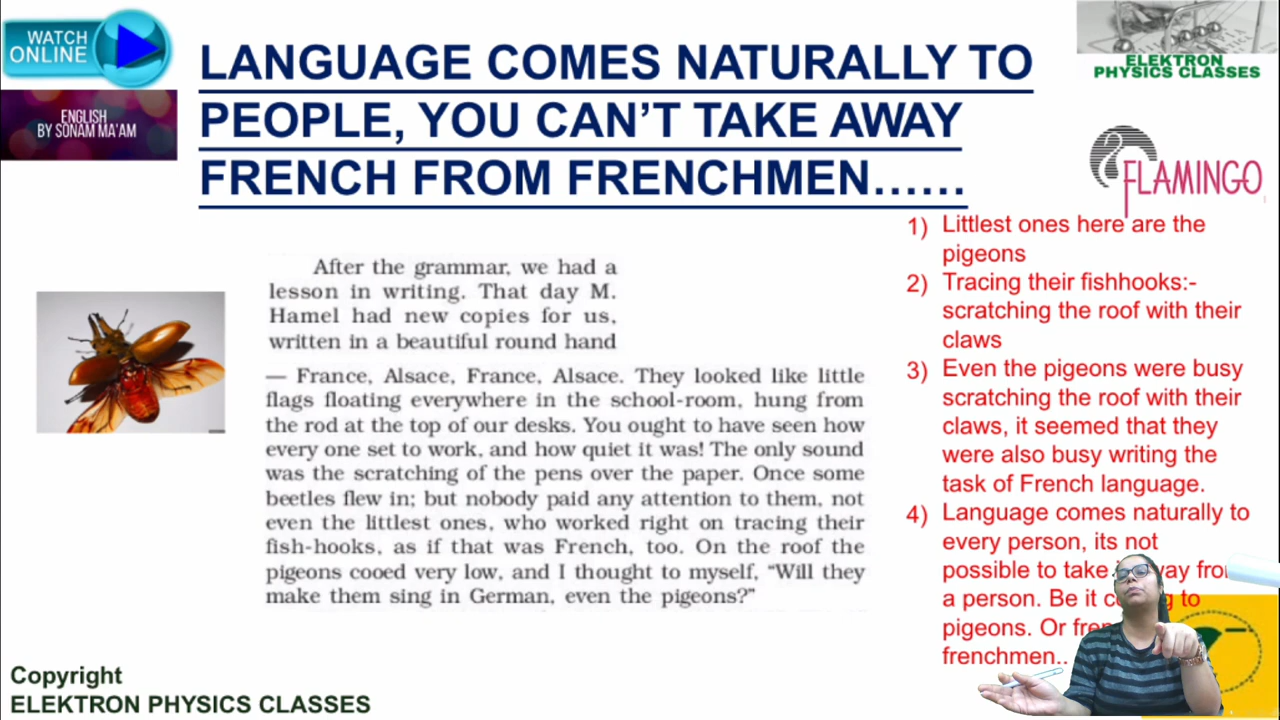 WATCH
ONLINE
ENGLISH
BY SONAM MA'AM
LANGUAGE COMES NATURALLY TO
PEOPLE, YOU CAN'T TAKE AWAY
FRENCH FROM FRENCHMEN……
ELEKTRON
PHYSICS CLASSES
FLAMINGO
After the grammar, we had a
lesson in writing. That day M.
Hamel had new copies for us,
written in a beautiful round hand
— France, Alsace, France, Alsace. They looked like little
flags floating everywhere in the school-room, hung from
the rod at the top of our desks. You ought to have seen how
every one set to work, and how quiet it was! The only sound
was the scratching of the pens over the paper. Once some
beetles flew in; but nobody paid any attention to them, not
even the littlest ones, who worked right on tracing their
fish-hooks, as if that was French, too. On the roof the
pigeons cooed very low, and I thought to myself, "Will they
make them sing in German, even the pigeons?"
1) Littlest ones here are the
pigeons
2) Tracing their fishhooks:-
scratching the roof with their
claws
3) Even the pigeons were busy
scratching the roof with their
claws, it seemed that they
were also busy writing the
task of French language.
4) Language comes naturally to
every person, its not
possible to take
a person. Be it to
pigeons. Or
frenchmen..
Copyright
ELEKTRON PHYSICS CLASSES